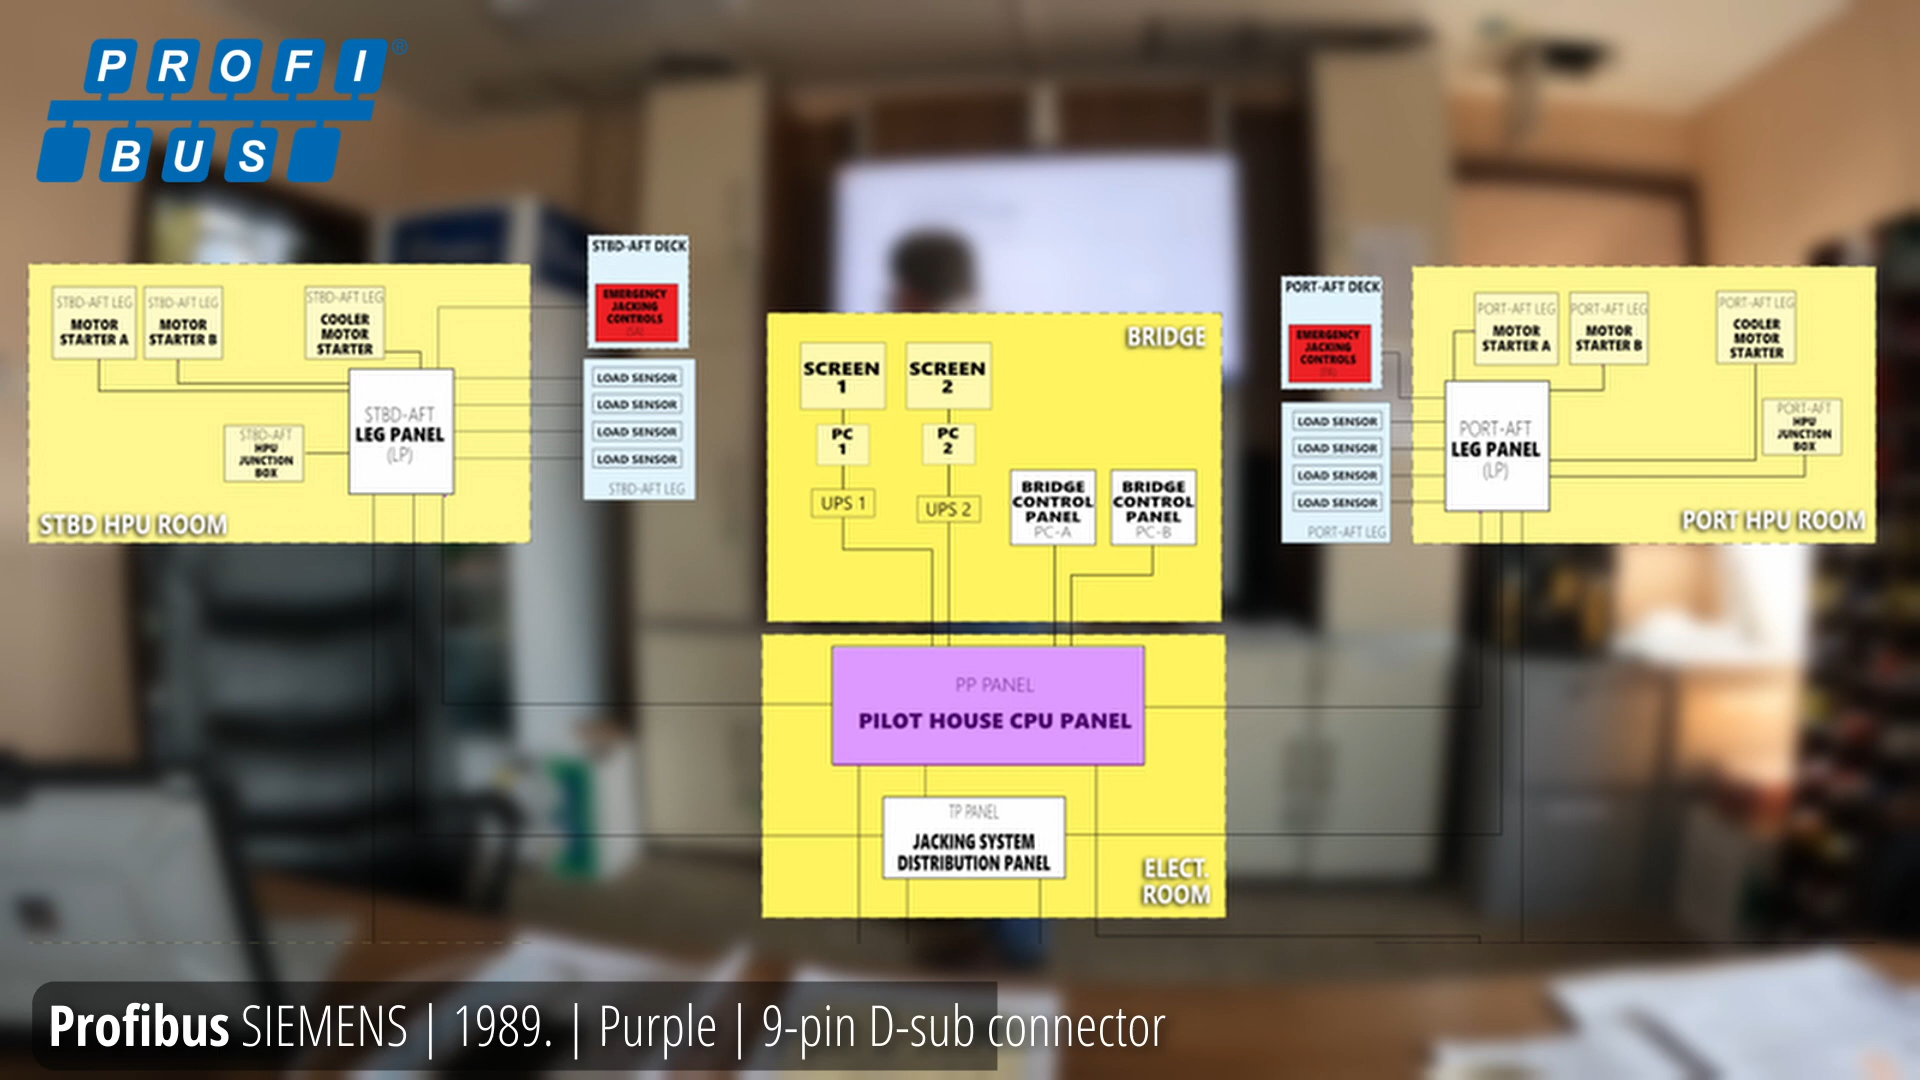 PROFI®
BUS
STBD-AFT LEG
MOTOR
STARTER A
STBD-AFT LEG
MOTOR
STARTER B
STBD-AFT LEG
COOLER
MOTOR
STARTER
STBD-AFT
LEG PANEL
(LP)
STBD-AFT
HPU
JUNCTION
BOX
STBD HPU ROOM
STBD-AFT DECK
EMERGENCY
JACKING
CONTROLS
LOAD SENSOR
LOAD SENSOR
LOAD SENSOR
LOAD SENSOR
STBD-AFT LEG
BRIDGE
SCREEN
1
SCREEN
2
PC
1
PC
2
UPS 1
UPS 2
BRIDGE
CONTROL
PANEL
PC-A
BRIDGE
CONTROL
PANEL
PC-B
PP PANEL
PILOT HOUSE CPU PANEL
TP PANEL
JACKING SYSTEM
DISTRIBUTION PANEL
ELECT.
ROOM
PORT-AFT DECK
EMERGENCY
JACKING
CONTROLS
LOAD SENSOR
LOAD SENSOR
LOAD SENSOR
LOAD SENSOR
PORT-AFT LEG
PORT-AFT LEG
MOTOR
STARTER A
PORT-AFT LEG
MOTOR
STARTER B
PORT-AFT LEG
COOLER
MOTOR
STARTER
PORT-AFT
LEG PANEL
(LP)
PORT-AFT
HPU
JUNCTION
BOX
PORT HPU ROOM
Profibus SIEMENS | 1989. | Purple | 9-pin D-sub connector